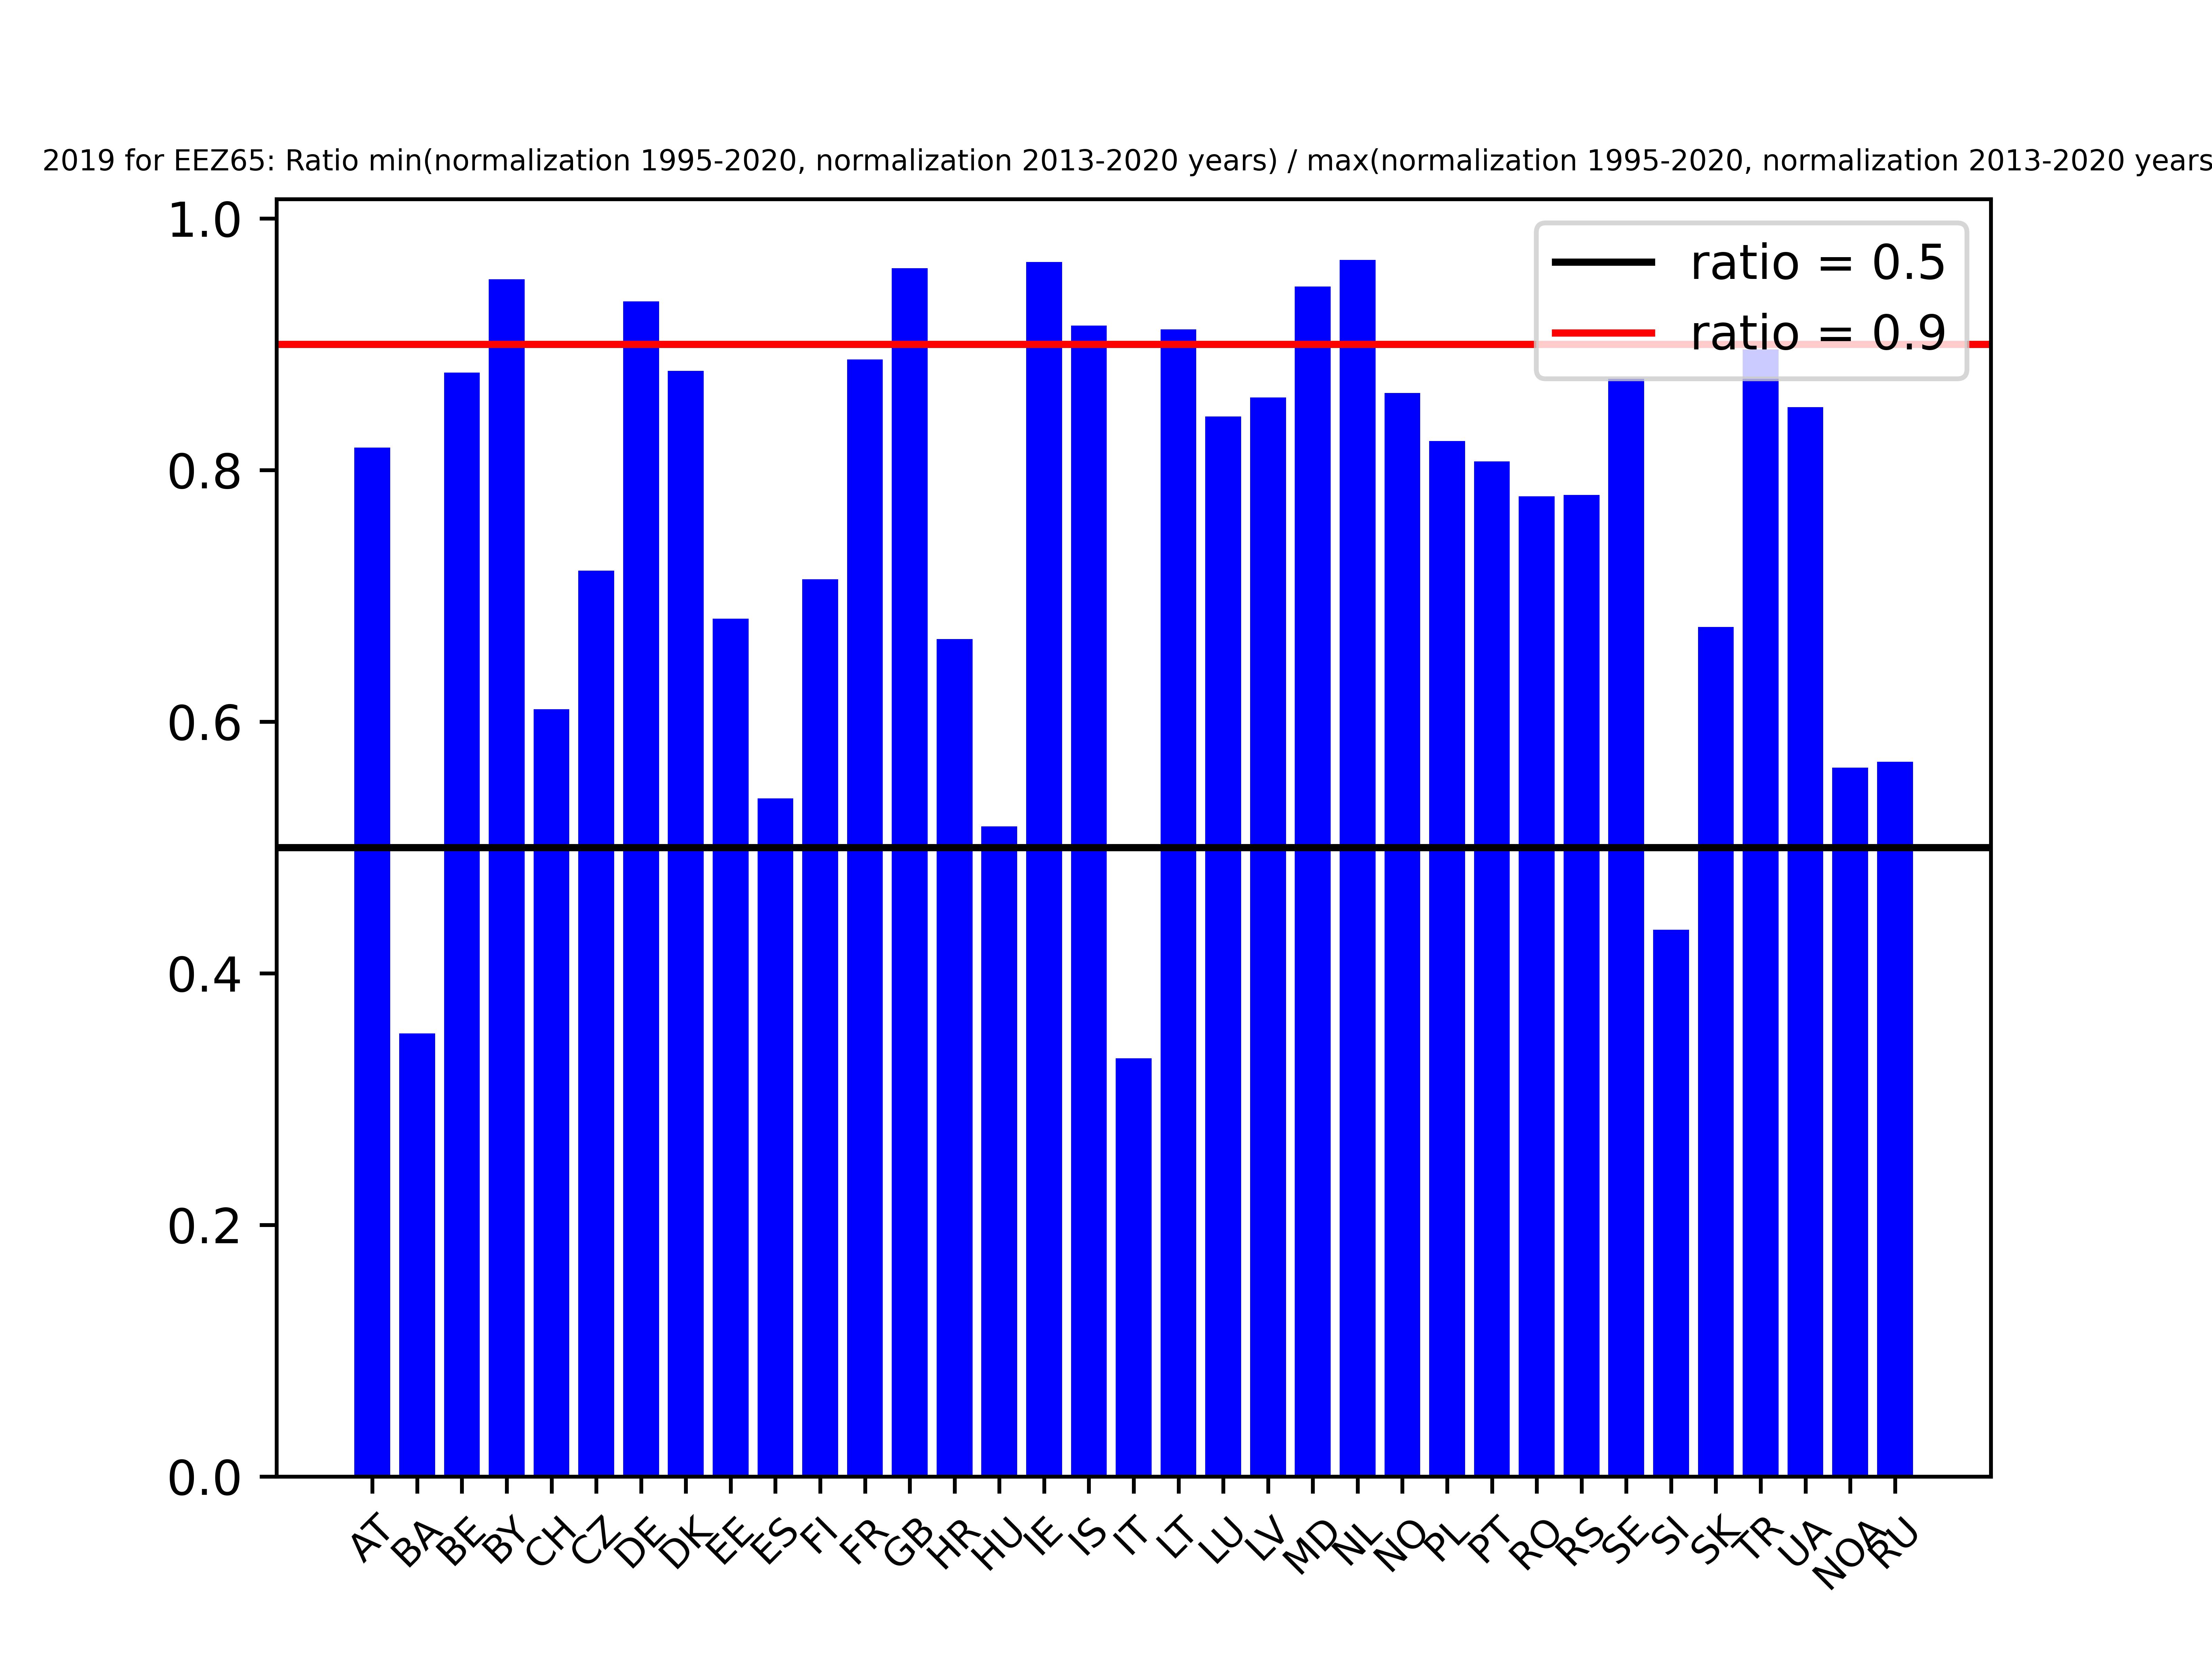 2019 for EEZ65: Ratio min(normalization 1995-2020, normalization 2013-2020 years) / max(normalization 1995-2020, normalization 2013-2020 years
1.0
ratio = 0.5
ratio = 0.9
0.8
0.6
0.4
0.2
0.0
AT BA BE BY CH CZ DE DK EE ES FI FR GB HR HU IE IS IT LT LU LV MD NL NO PL PT RO RS SE SI SK TR UA NOA RU